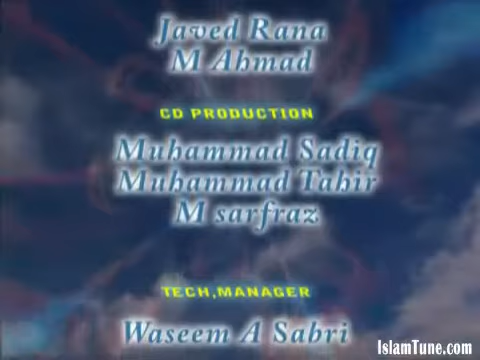 Javed Rana
M Ahmad
CD PRODUCTION
Muhammad Sadiq
Muhammad Tahir
M sarfraz
TECH,MANAGER
Waseem A Sabri
IslamTune.com